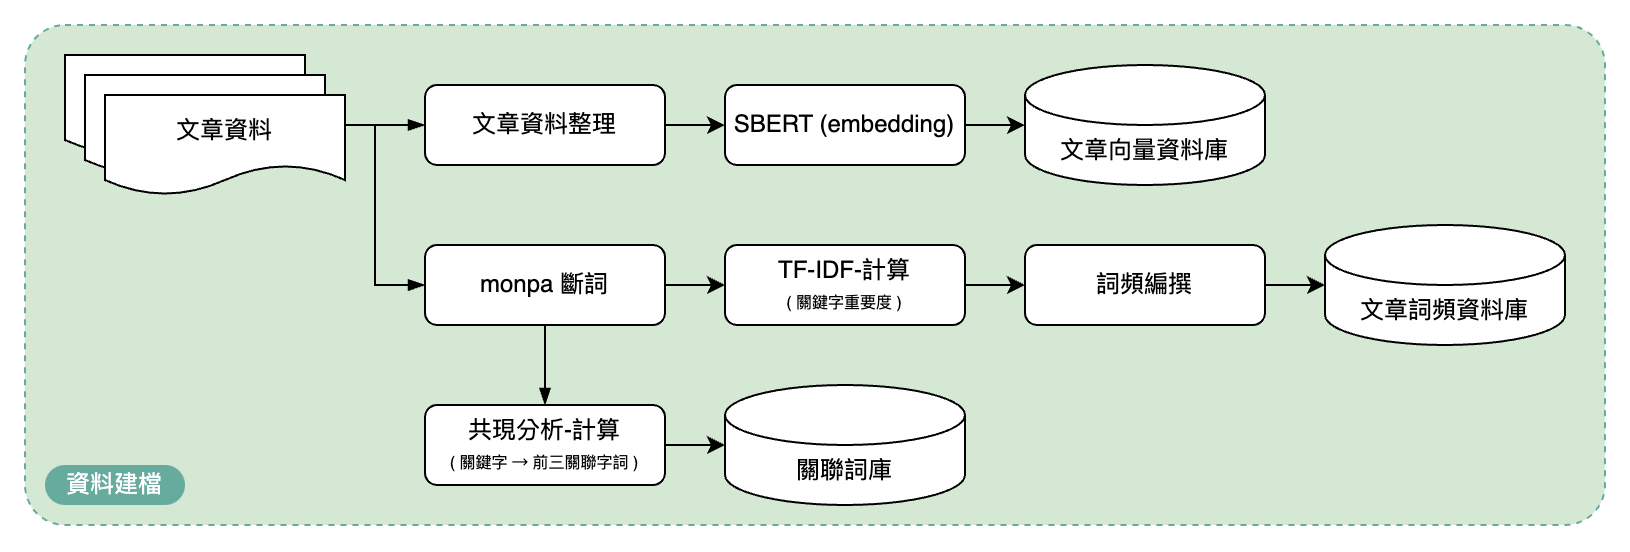 文章資料
文章資料整理
SBERT (embedding)
文章向量資料庫
monpa 斷詞
TF-IDF-計算
( 關鍵字重要度 )
詞頻編撰
文章詞頻資料庫
共現分析-計算
( 關鍵字 → 前三關聯字詞 )
關聯詞庫
資料建檔